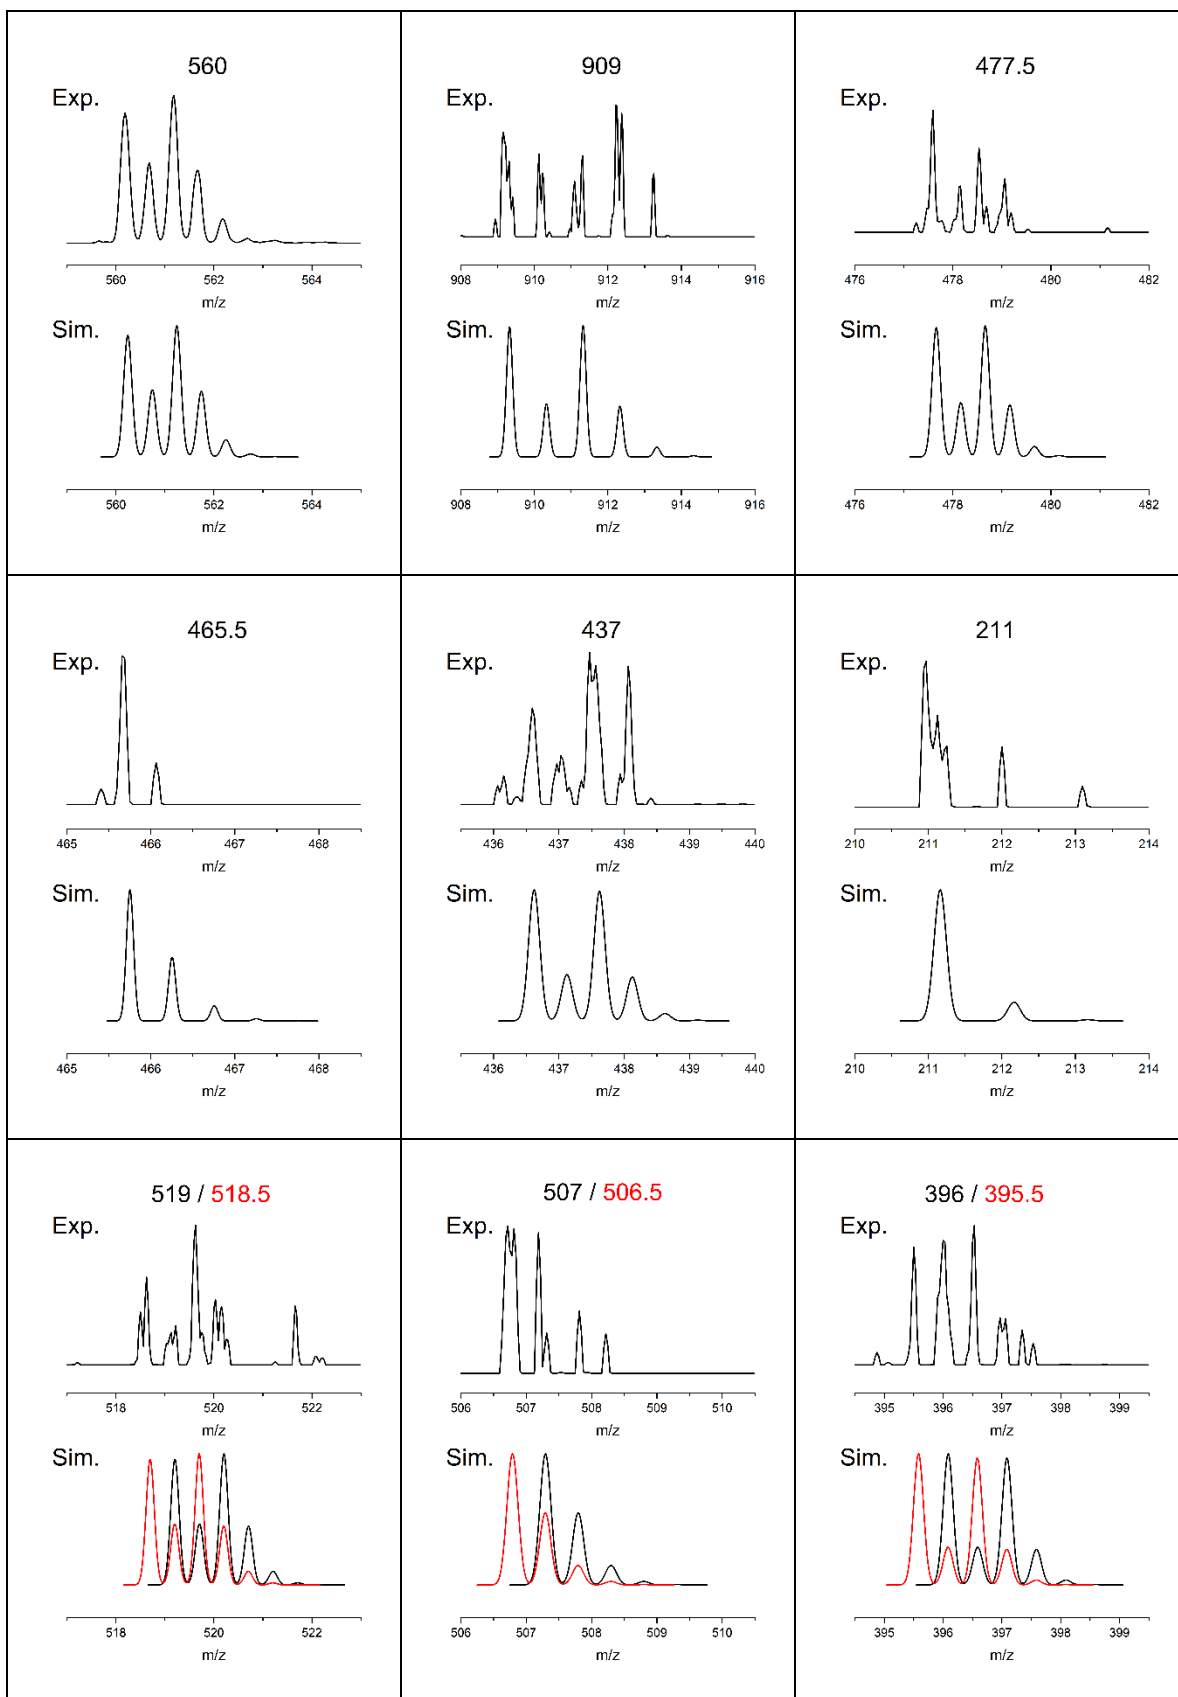 560
Exp.
560 562 564
m/z
Sim.
560 562 564
m/z
909
Exp.
908 910 912 914 916
m/z
Sim.
908 910 912 914 916
m/z
477.5
Exp.
476 478 480 482
m/z
Sim.
476 478 480 482
m/z
465.5
Exp.
465 466 467 468
m/z
Sim.
465 466 467 468
m/z
437
Exp.
436 437 438 439 440
m/z
Sim.
436 437 438 439 440
m/z
211
Exp.
210 211 212 213 214
m/z
Sim.
210 211 212 213 214
m/z
519 / 518.5
Exp.
518 520 522
m/z
Sim.
518 520 522
m/z
507 / 506.5
Exp.
506 507 508 509 510
m/z
Sim.
506 507 508 509 510
m/z
396 / 395.5
Exp.
395 396 397 398 399
m/z
Sim.
395 396 397 398 399
m/z